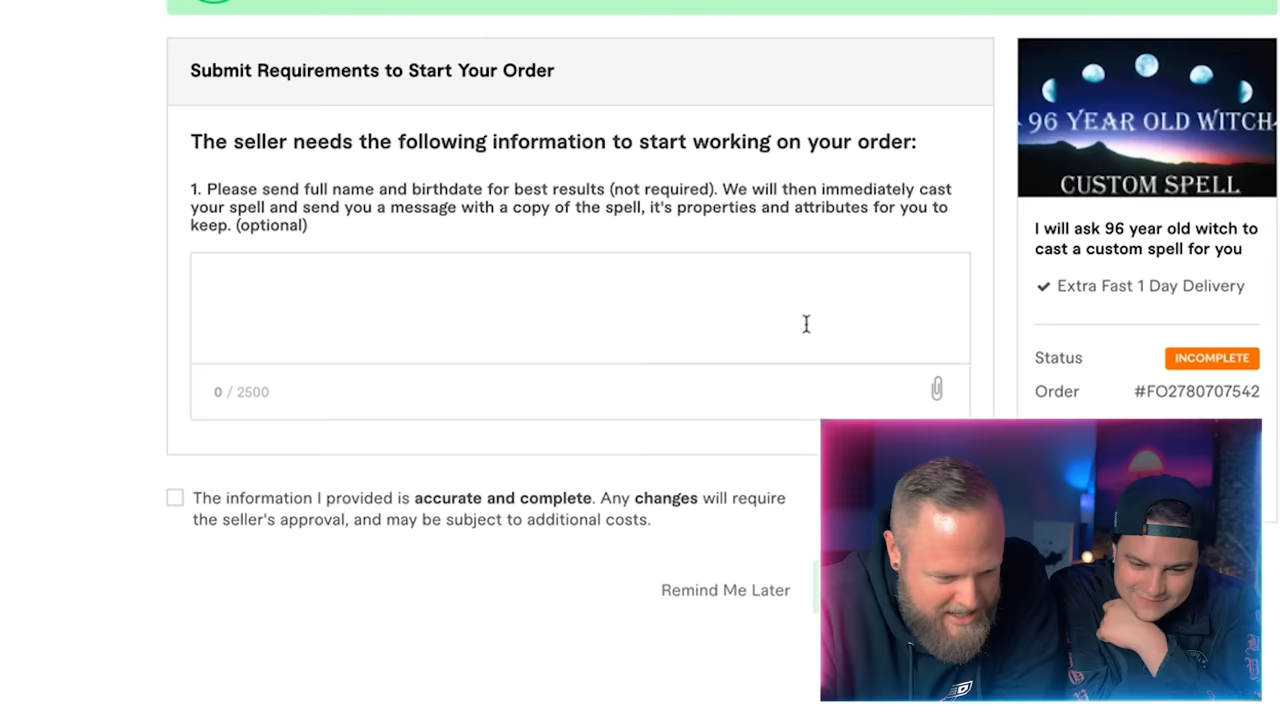 Submit Requirements to Start Your Order
The seller needs the following information to start working on your order:
1. Please send full name and birthdate for best results (not required). We will then immediately cast
your spell and send you a message with a copy of the spell, it's properties and attributes for you to
keep. (optional)
0 / 2500
The information I provided is accurate and complete. Any changes will require
the seller's approval, and may be subject to additional costs.
Remind Me Later
96 YEAR OLD WITCH
CUSTOM SPELL
I will ask 96 year old witch to
cast a custom spell for you
Extra Fast 1 Day Delivery
Status INCOMPLETE
Order #FO2780707542